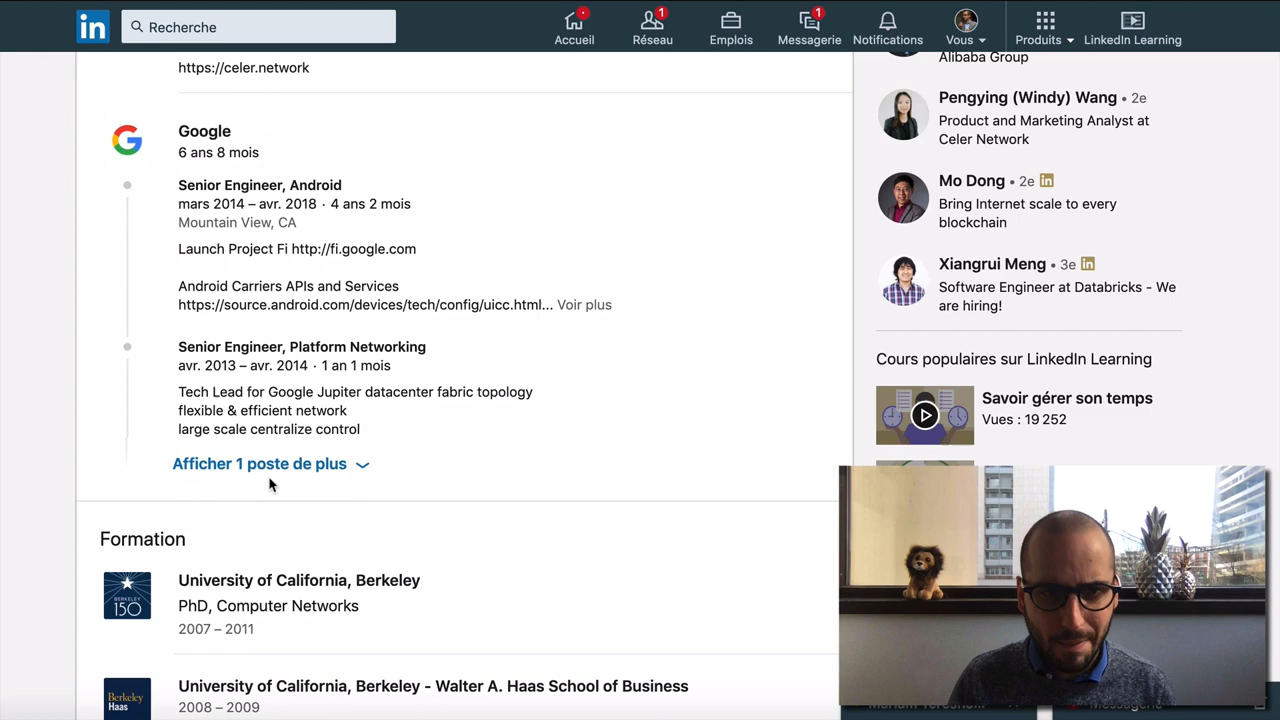 in
Recherche
Accueil
1
Réseau
Emplois
1
Messagerie
Notifications
Vous
Produits
LinkedIn Learning
https://celer.network
Google
6 ans 8 mois
Senior Engineer, Android
mars 2014 – avr. 2018 · 4 ans 2 mois
Mountain View, CA
Launch Project Fi http://fi.google.com
Android Carriers APIs and Services
https://source.android.com/devices/tech/config/uicc.html... Voir plus
Senior Engineer, Platform Networking
avr. 2013 – avr. 2014 · 1 an 1 mois
Tech Lead for Google Jupiter datacenter fabric topology
flexible & efficient network
large scale centralize control
Afficher 1 poste de plus
Formation
BERKELEY
150
University of California, Berkeley
PhD, Computer Networks
2007 – 2011
Berkeley
Haas
University of California, Berkeley - Walter A. Haas School of Business
2008 – 2009
Alibaba Group
Pengying (Windy) Wang • 2e
Product and Marketing Analyst at
Celer Network
Mo Dong • 2e in
Bring Internet scale to every
blockchain
Xiangrui Meng • 3e in
Software Engineer at Databricks - We
are hiring!
Cours populaires sur LinkedIn Learning
Savoir gérer son temps
Vues : 19 252
Messagerie